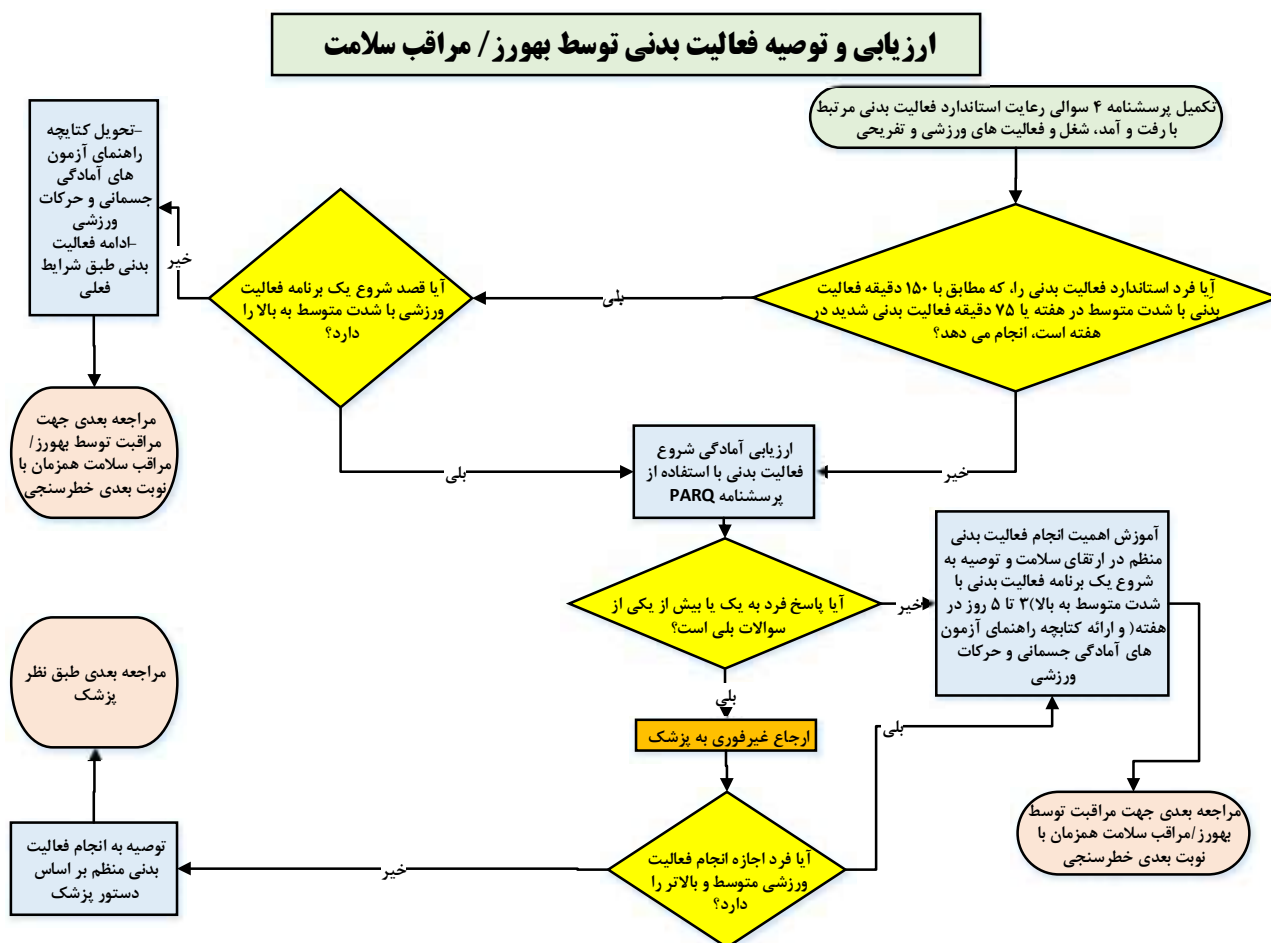 ارزیابی و توصیه فعالیت بدنی توسط بهورز/ مراقب سلامت
تکمیل پرسشنامه ۴ سوالی رعایت استاندارد فعالیت بدنی مرتبط
با رفت و آمد، شغل و فعالیت های ورزشی و تفریحی
آیا فرد استاندارد فعالیت بدنی را، که مطابق با ۱۵۰ دقیقه فعالیت
بدنی با شدت متوسط در هفته یا ۷۵ دقیقه فعالیت بدنی شدید در
هفته است، انجام می دهد؟
بلی
خیر
آیا قصد شروع یک برنامه فعالیت
ورزشی با شدت متوسط به بالا را
دارد؟
خیر
بلی
-تحویل کتابچه
راهنمای آزمون
های آمادگی
جسمانی و حرکات
ورزشی
-ادامه فعالیت
بدنی طبق شرایط
فعلی
مراجعه بعدی جهت
مراقبت توسط بهورز/
مراقب سلامت همزمان با
نوبت بعدی خطرسنجی
ارزیابی آمادگی شروع
فعالیت بدنی با استفاده از
پرسشنامه PARQ
آیا پاسخ فرد به یک یا بیش از یکی از
سوالات بلی است؟
خیر
بلی
آموزش اهمیت انجام فعالیت بدنی
منظم در ارتقای سلامت و توصیه به
شروع یک برنامه فعالیت بدنی با
شدت متوسط به بالا)۳ تا ۵ روز در
هفته( و ارائه کتابچه راهنمای آزمون
های آمادگی جسمانی و حرکات
ورزشی
ارجاع غیرفوری به پزشک
آیا فرد اجازه انجام فعالیت
ورزشی متوسط و بالاتر را
دارد؟
بلی
خیر
مراجعه بعدی جهت مراقبت توسط
بهورز/مراقب سلامت همزمان با
نوبت بعدی خطرسنجی
توصیه به انجام فعالیت
بدنی منظم بر اساس
دستور پزشک
مراجعه بعدی طبق نظر
پزشک